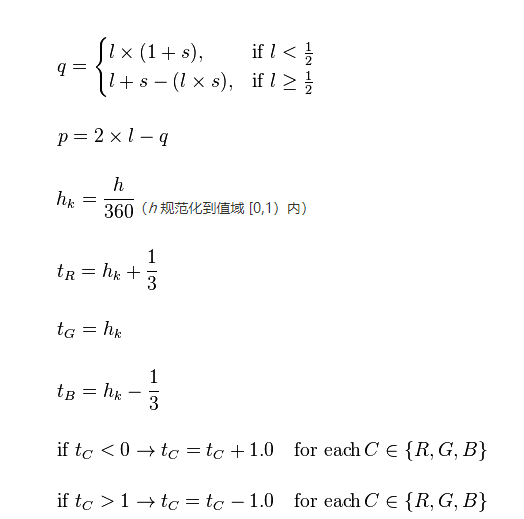 q = { l × (1 + s), if l < 1/2
l + s − (l × s), if l ≥ 1/2
p = 2 × l − q
h_k = h/360 （h 规范化到值域 [0,1）内）
t_R = h_k + 1/3
t_G = h_k
t_B = h_k − 1/3
if t_C < 0 → t_C = t_C + 1.0 for each C ∈ {R, G, B}
if t_C > 1 → t_C = t_C − 1.0 for each C ∈ {R, G, B}